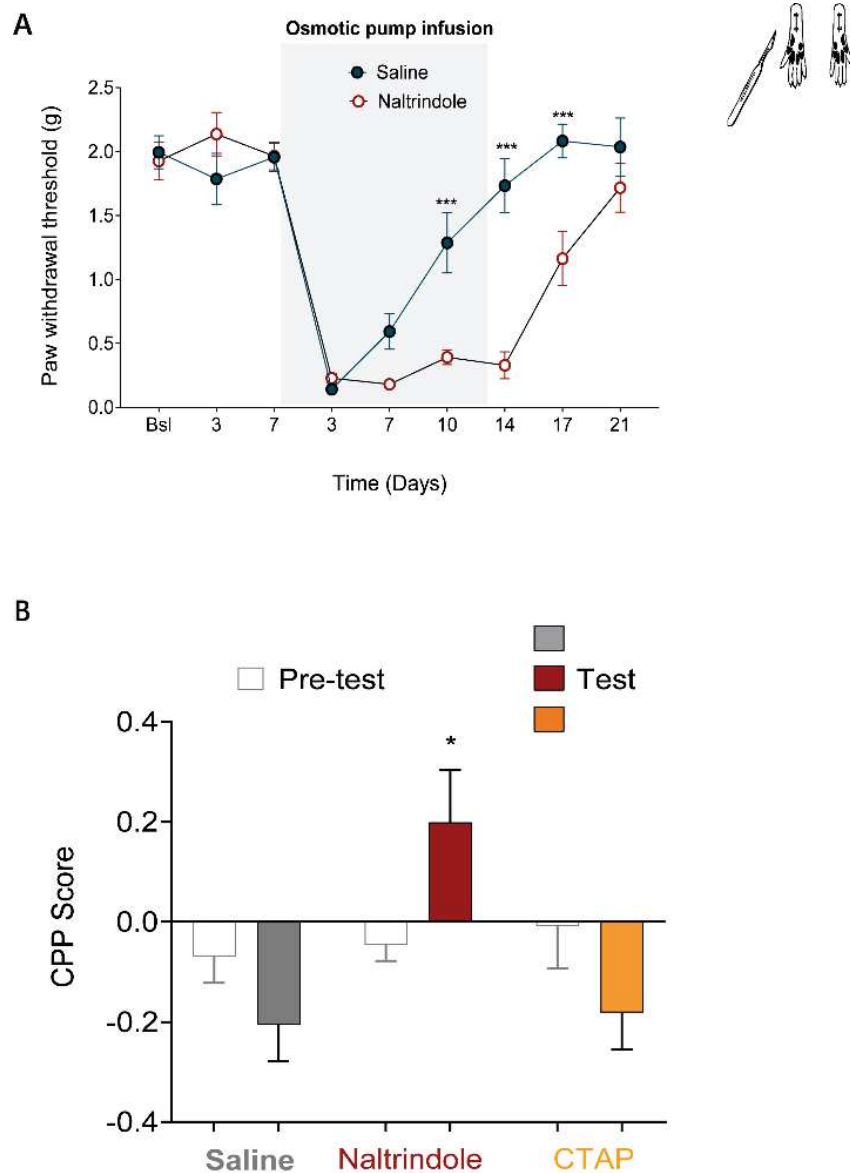 A
Osmotic pump infusion
Saline
Naltrindole
2.5
2.0
1.5
1.0
0.5
0.0
Paw withdrawal threshold (g)
***
***
***
Bsl 3 7 3 7 10 14 17 21
Time (Days)
B
Pre-test
Test
0.4
0.2
0.0
-0.2
-0.4
CPP Score
*
Saline Naltrindole CTAP